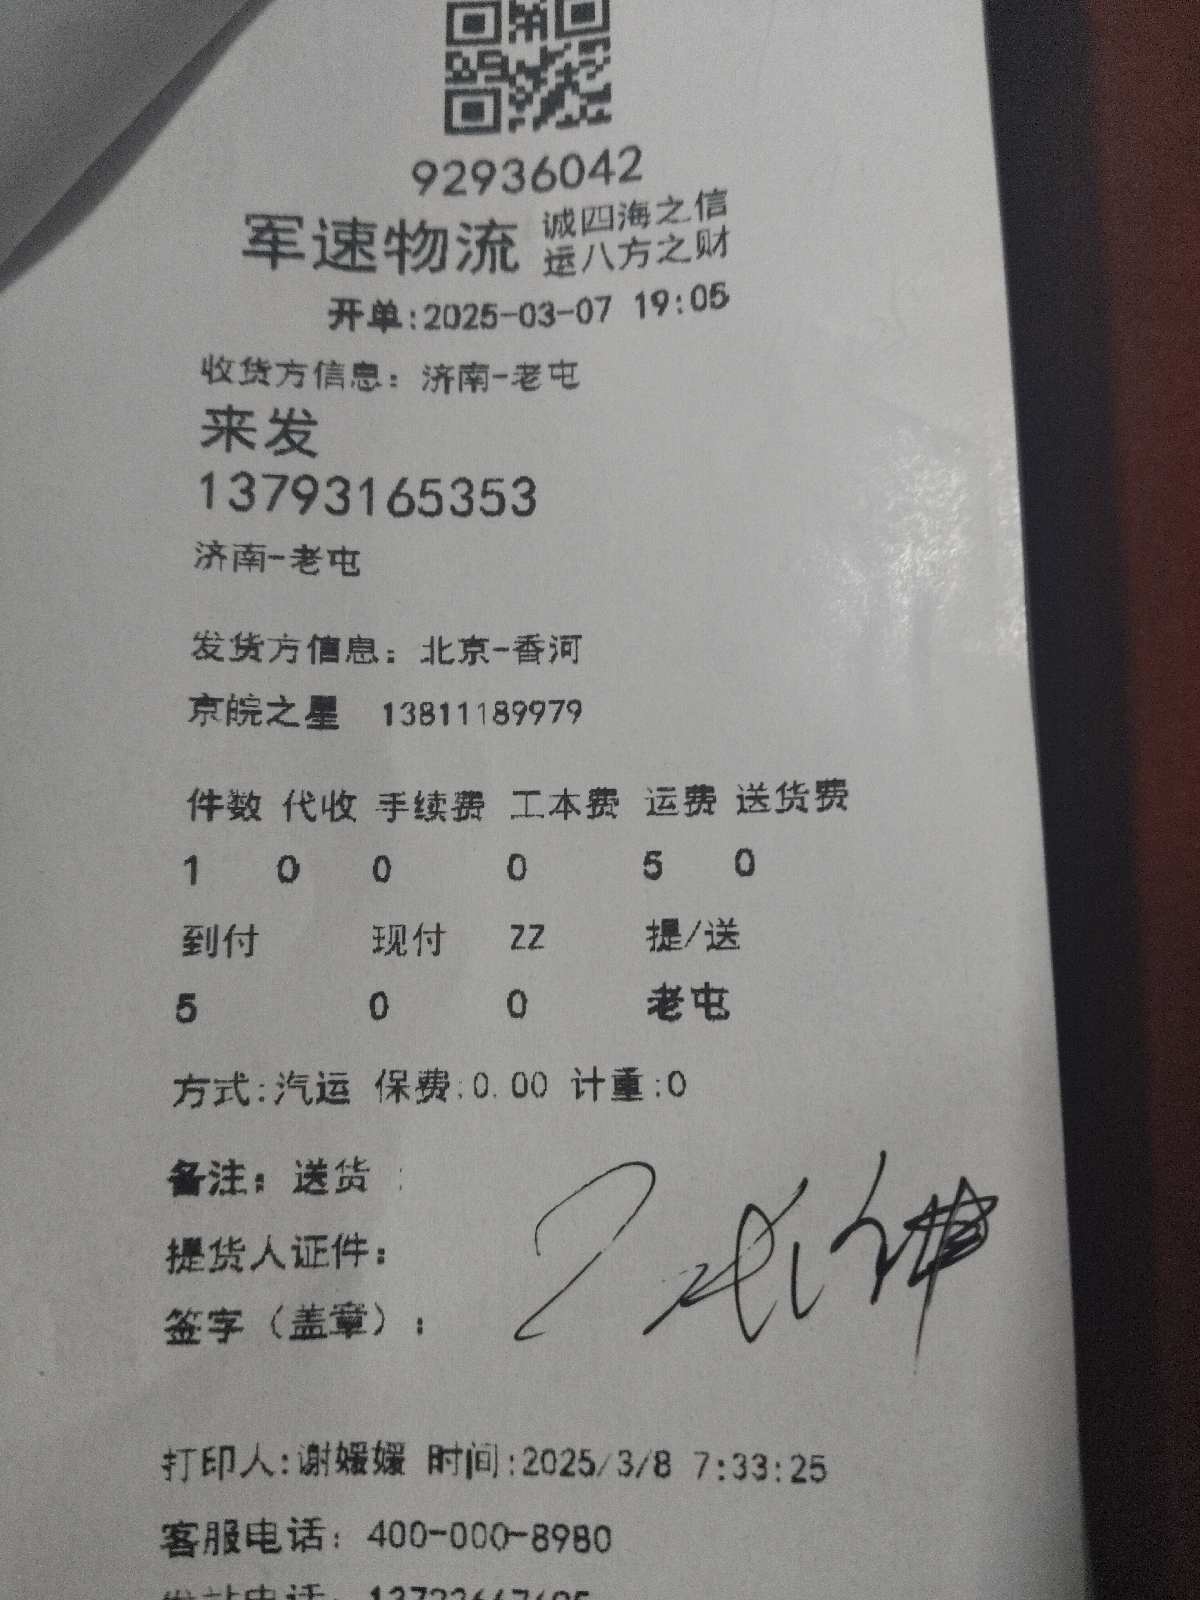 92936042
军速物流 诚四海之信 运八方之财
开单:2025-03-07 19:05
收货方信息：济南-老屯
来发
13793165353
济南-老屯
发货方信息：北京-香河
京皖之星 13811189979
件数 代收 手续费 工本费 运费 送货费
1 0 0 0 5 0
到付 现付 ZZ 提/送
5 0 0 老屯
方式:汽运 保费:0.00 计重:0
备注：送货 :
提货人证件：
签字（盖章）:
打印人:谢嫒嫒 时间:2025/3/8 7:33:25
客服电话：400-000-8980